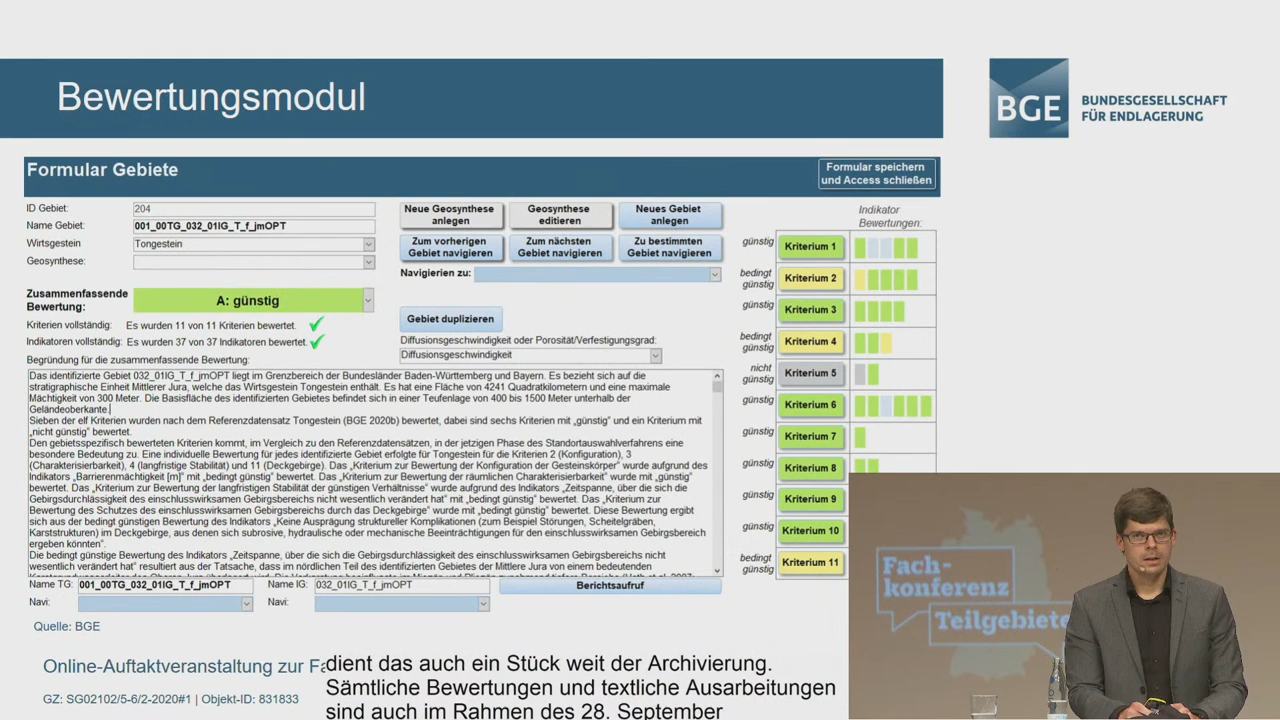 Bewertungsmodul
BGE
BUNDESGESELLSCHAFT
FÜR ENDLAGERUNG
Formular Gebiete
Formular speichern
und Access schließen
ID Gebiet: 204
Name Gebiet: 001_00TG_032_01IG_T_f_jmOPT
Wirtsgestein Tongestein
Geosynthese:
Neue Geosynthese
anlegen
Geosynthese
editieren
Neues Gebiet
anlegen
Zum vorherigen
Gebiet navigieren
Zum nächsten
Gebiet navigieren
Zu bestimmten
Gebiet navigieren
Navigieren zu:
Zusammenfassende
Bewertung:
A: günstig
Kriterien vollständig: Es wurden 11 von 11 Kriterien bewertet.
Indikatoren vollständig: Es wurden 37 von 37 Indikatoren bewertet.
Gebiet duplizieren
Diffusionsgeschwindigkeit oder Porosität/Verfestigungsgrad:
Diffusionsgeschwindigkeit
Begründung für die zusammenfassende Bewertung:
Das identifizierte Gebiet 032_01IG_T_f_jmOPT liegt im Grenzbereich der Bundesländer Baden-Württemberg und Bayern. Es bezieht sich auf die
stratigraphische Einheit Mittlerer Jura, welche das Wirtsgestein Tongestein enthält. Es hat eine Fläche von 4241 Quadratkilometern und eine maximale
Mächtigkeit von 300 Meter. Die Basisfläche des identifizierten Gebietes befindet sich in einer Teufenlage von 400 bis 1500 Meter unterhalb der
Geländeoberkante.
Sieben der elf Kriterien wurden nach dem Referenzdatensatz Tongestein (BGE 2020b) bewertet, dabei sind sechs Kriterien mit „günstig“ und ein Kriterium mit
„nicht günstig“ bewertet.
Den gebietsspezifisch bewerteten Kriterien kommt, im Vergleich zu den Referenzdatensätzen, in der jetzigen Phase des Standortauswahlverfahrens eine
besondere Bedeutung zu. Eine individuelle Bewertung für jedes identifizierte Gebiet erfolgte für Tongestein für die Kriterien 2 (Konfiguration), 3
(Charakterisierbarkeit), 4 (langfristige Stabilität) und 11 (Deckgebirge). Das „Kriterium zur Bewertung der Konfiguration der Gesteinskörper“ wurde aufgrund des
Indikators „Barrierenmächtigkeit [m]“ mit „bedingt günstig“ bewertet. Das „Kriterium zur Bewertung der räumlichen Charakterisierbarkeit“ wurde mit „günstig“
bewertet. Das „Kriterium zur Bewertung der langfristigen Stabilität der günstigen Verhältnisse“ wurde aufgrund des Indikators „Zeitspanne, über die sich die
Gebirgsdurchlässigkeit des einschlusswirksamen Gebirgsbereichs nicht wesentlich verändert hat“ mit „bedingt günstig“ bewertet. Das „Kriterium zur
Bewertung des Schutzes des einschlusswirksamen Gebirgsbereichs durch das Deckgebirge“ wurde mit „bedingt günstig“ bewertet. Diese Bewertung ergibt
sich aus der bedingt günstigen Bewertung des Indikators „Keine Ausprägung struktureller Komplikationen (zum Beispiel Störungen, Scheitelgräben,
Karststrukturen) im Deckgebirge, aus denen sich subrosive, hydraulische oder mechanische Beeinträchtigungen für den einschlusswirksamen Gebirgsbereich
ergeben könnten“.
Die bedingt günstige Bewertung des Indikators „Zeitspanne, über die sich die Gebirgsdurchlässigkeit des einschlusswirksamen Gebirgsbereichs nicht
wesentlich verändert hat“ resultiert aus der Tatsache, dass im nördlichen Teil des identifizierten Gebietes der Mittlere Jura von einem bedeutenden
Name TG: 001_00TG_032_01IG_T_f_jmOPT
Name IG: 032_01IG_T_f_jmOPT
Berichtsaufruf
Navi:
Navi:
Indikator
Bewertungen:
günstig Kriterium 1
bedingt günstig Kriterium 2
günstig Kriterium 3
bedingt günstig Kriterium 4
nicht günstig Kriterium 5
günstig Kriterium 6
günstig Kriterium 7
günstig Kriterium 8
günstig Kriterium 9
günstig Kriterium 10
bedingt günstig Kriterium 11
Quelle: BGE
Online-Auftaktveranstaltung zur Fa
GZ: SG02102/5-6/2-2020#1 | Objekt-ID: 831833
Fach-
konferenz
Teilgebiete
dient das auch ein Stück weit der Archivierung.
Sämtliche Bewertungen und textliche Ausarbeitungen
sind auch im Rahmen des 28. September